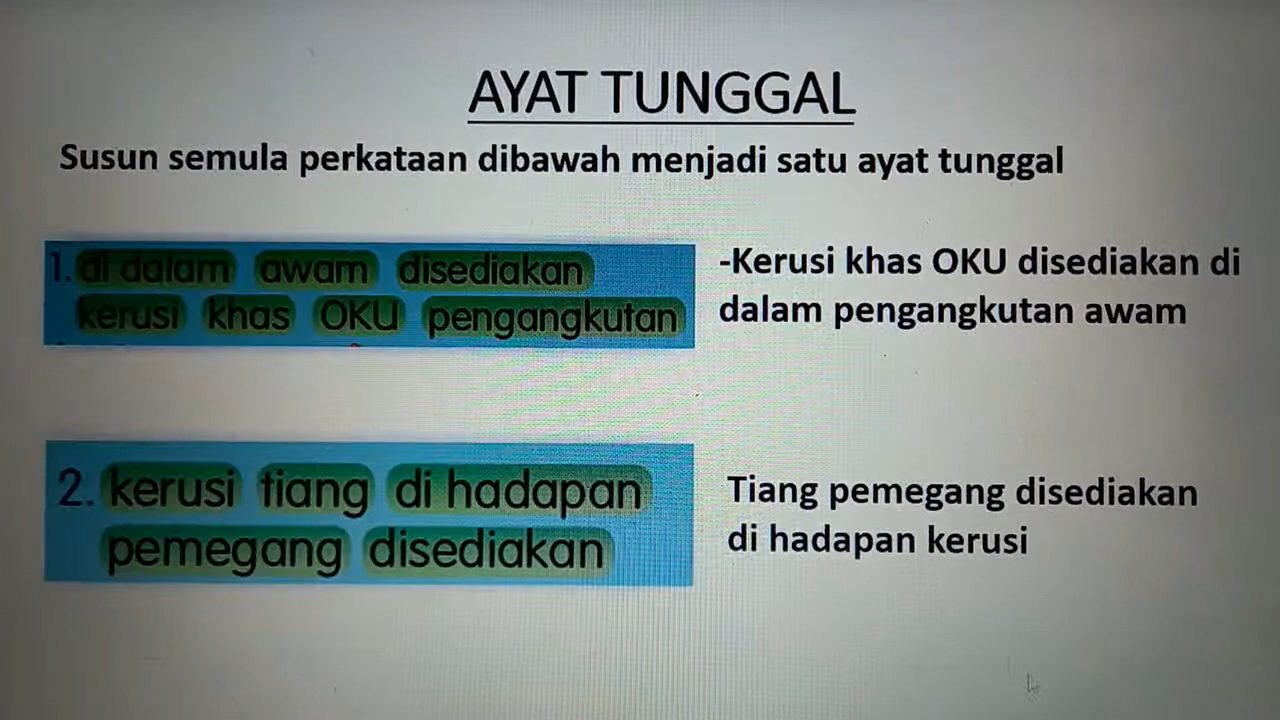 AYAT TUNGGAL
Susun semula perkataan dibawah menjadi satu ayat tunggal
1. di dalam awam disediakan
kerusi khas OKU pengangkutan
-Kerusi khas OKU disediakan di
dalam pengangkutan awam
2. kerusi tiang di hadapan
pemegang disediakan
Tiang pemegang disediakan
di hadapan kerusi